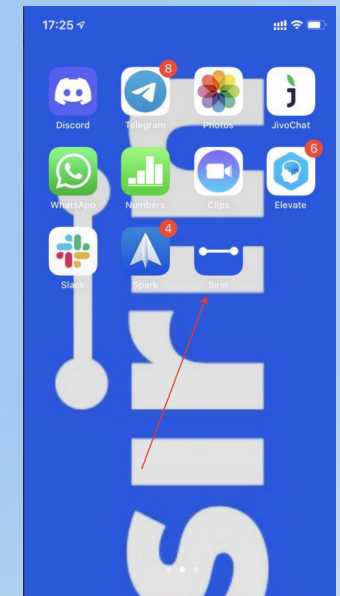 17:25
8
Discord
Telegram
Photos
JivoChat
6
WhatsApp
Numbers
Clips
Elevate
4
Slack
Spark
Sirin
sirin